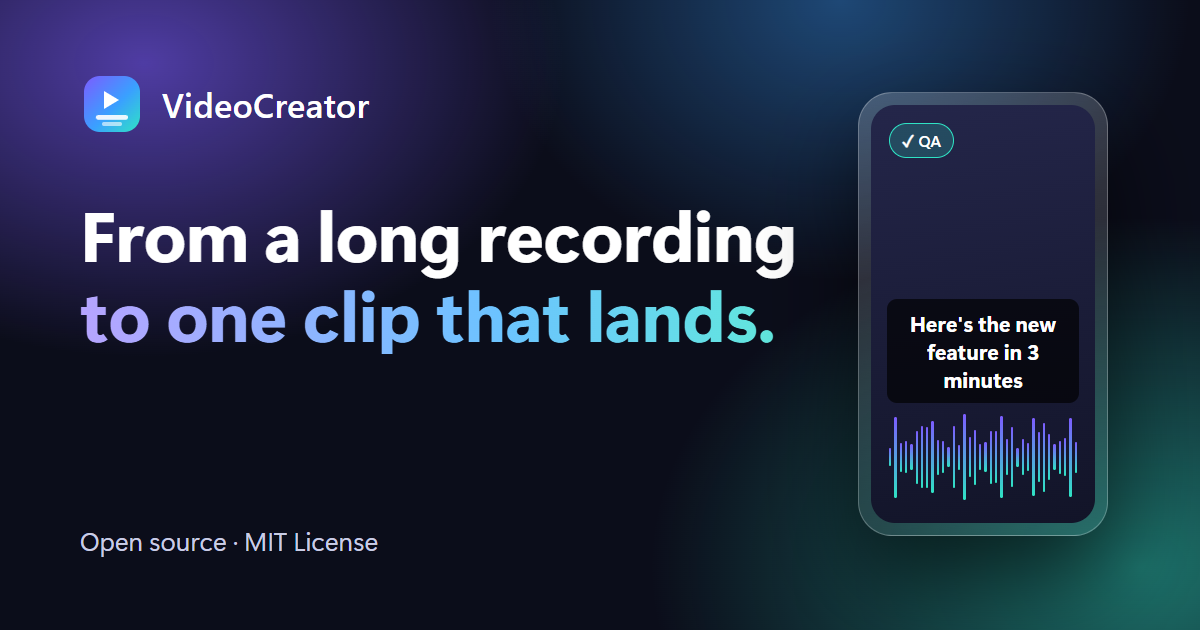 VideoCreator
From a long recording
to one clip that lands.
Open source · MIT License
✓ QA
Here's the new
feature in 3
minutes